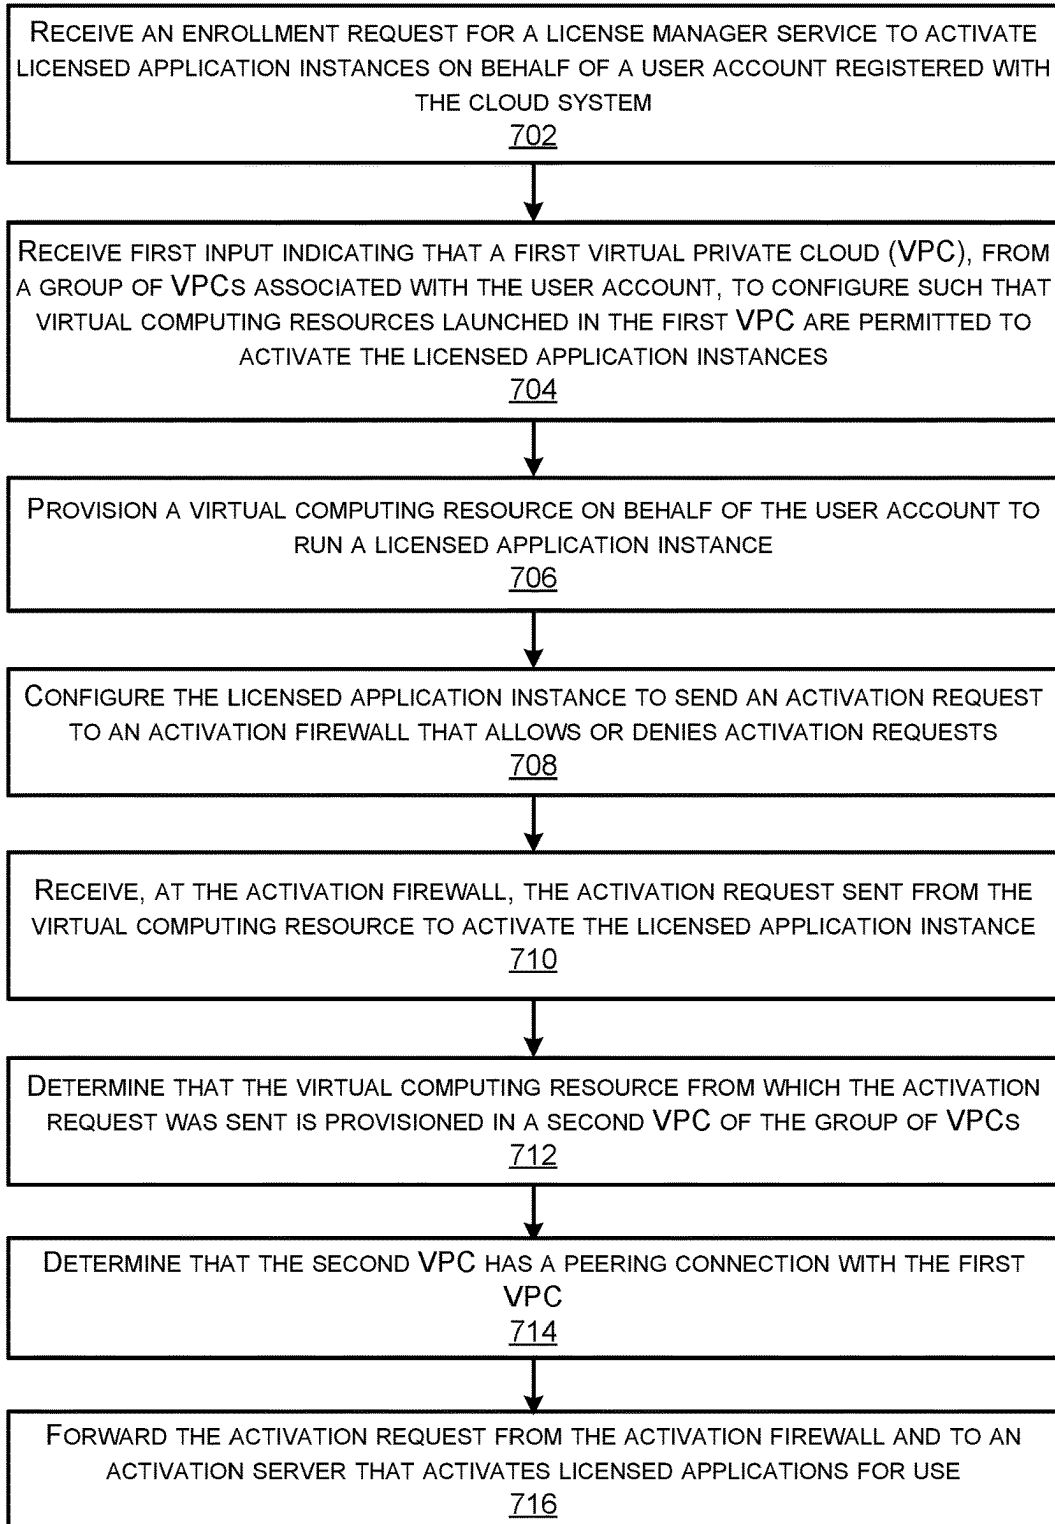 RECEIVE AN ENROLLMENT REQUEST FOR A LICENSE MANAGER SERVICE TO ACTIVATE
LICENSED APPLICATION INSTANCES ON BEHALF OF A USER ACCOUNT REGISTERED WITH
THE CLOUD SYSTEM
702
RECEIVE FIRST INPUT INDICATING THAT A FIRST VIRTUAL PRIVATE CLOUD (VPC), FROM
A GROUP OF VPCS ASSOCIATED WITH THE USER ACCOUNT, TO CONFIGURE SUCH THAT
VIRTUAL COMPUTING RESOURCES LAUNCHED IN THE FIRST VPC ARE PERMITTED TO
ACTIVATE THE LICENSED APPLICATION INSTANCES
704
PROVISION A VIRTUAL COMPUTING RESOURCE ON BEHALF OF THE USER ACCOUNT TO
RUN A LICENSED APPLICATION INSTANCE
706
CONFIGURE THE LICENSED APPLICATION INSTANCE TO SEND AN ACTIVATION REQUEST
TO AN ACTIVATION FIREWALL THAT ALLOWS OR DENIES ACTIVATION REQUESTS
708
RECEIVE, AT THE ACTIVATION FIREWALL, THE ACTIVATION REQUEST SENT FROM THE
VIRTUAL COMPUTING RESOURCE TO ACTIVATE THE LICENSED APPLICATION INSTANCE
710
DETERMINE THAT THE VIRTUAL COMPUTING RESOURCE FROM WHICH THE ACTIVATION
REQUEST WAS SENT IS PROVISIONED IN A SECOND VPC OF THE GROUP OF VPCS
712
DETERMINE THAT THE SECOND VPC HAS A PEERING CONNECTION WITH THE FIRST
VPC
714
FORWARD THE ACTIVATION REQUEST FROM THE ACTIVATION FIREWALL AND TO AN
ACTIVATION SERVER THAT ACTIVATES LICENSED APPLICATIONS FOR USE
716